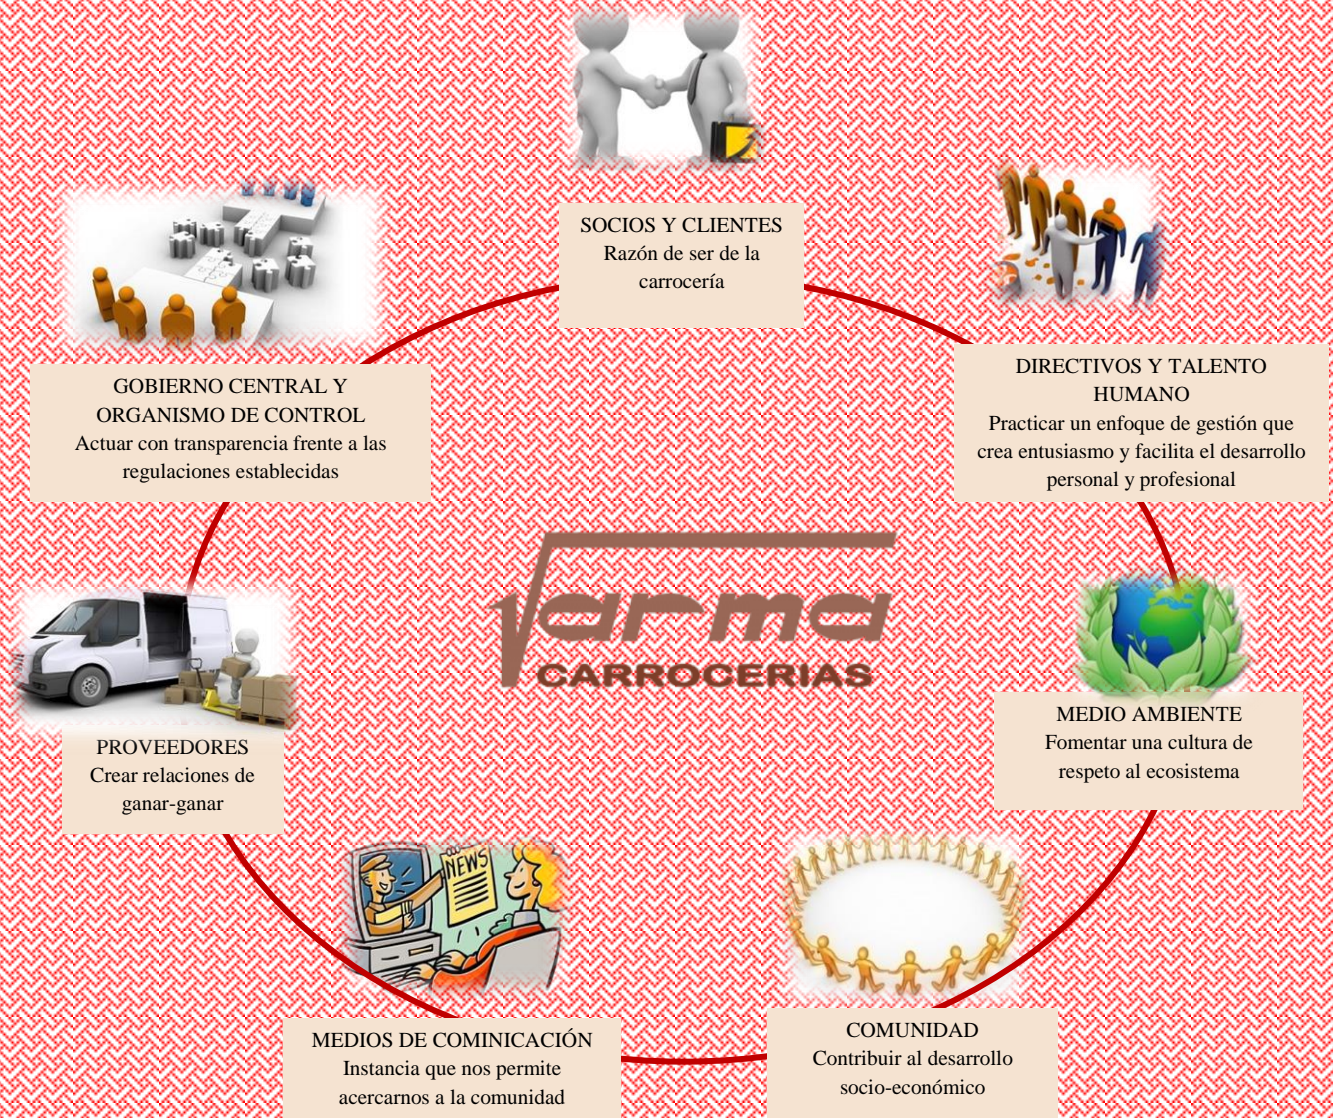 SOCIOS Y CLIENTES
Razón de ser de la
carrocería
DIRECTIVOS Y TALENTO
HUMANO
Practicar un enfoque de gestión que
crea entusiasmo y facilita el desarrollo
personal y profesional
GOBIERNO CENTRAL Y
ORGANISMO DE CONTROL
Actuar con transparencia frente a las
regulaciones establecidas
Varma
CARROCERIAS
MEDIO AMBIENTE
Fomentar una cultura de
respeto al ecosistema
PROVEEDORES
Crear relaciones de
ganar-ganar
NEWS
MEDIOS DE COMINICACIÓN
Instancia que nos permite
acercarnos a la comunidad
COMUNIDAD
Contribuir al desarrollo
socio-económico